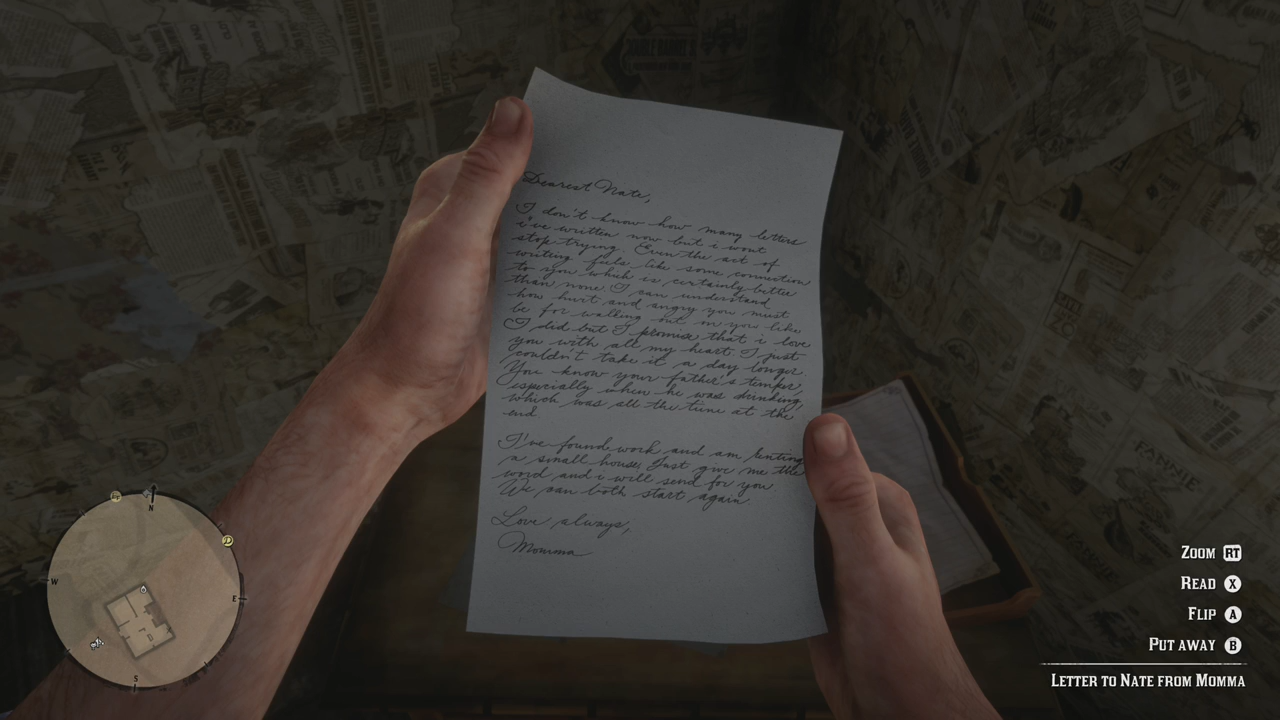 Dearest Nate,
I don't know how many letters
i've written now but i wont
stop trying. Even the act of
writing feels like some connection
to you which is certainly better
than none I can understand
how hurt and angry you must
be for walking out on you like
I did but I promise that i love
you with all my heart. I just
couldn't take it a day longer.
You know your father's temper,
especially when he was drinking,
which was all the time at the
end.
I've found work and am renting
a small house. Just give me the
word and i will send for you.
We can both start again.
Love always,
Momma
FANNIE
N
W
E
S
ZOOM RT
READ X
FLIP A
PUT AWAY B
LETTER TO NATE FROM MOMMA